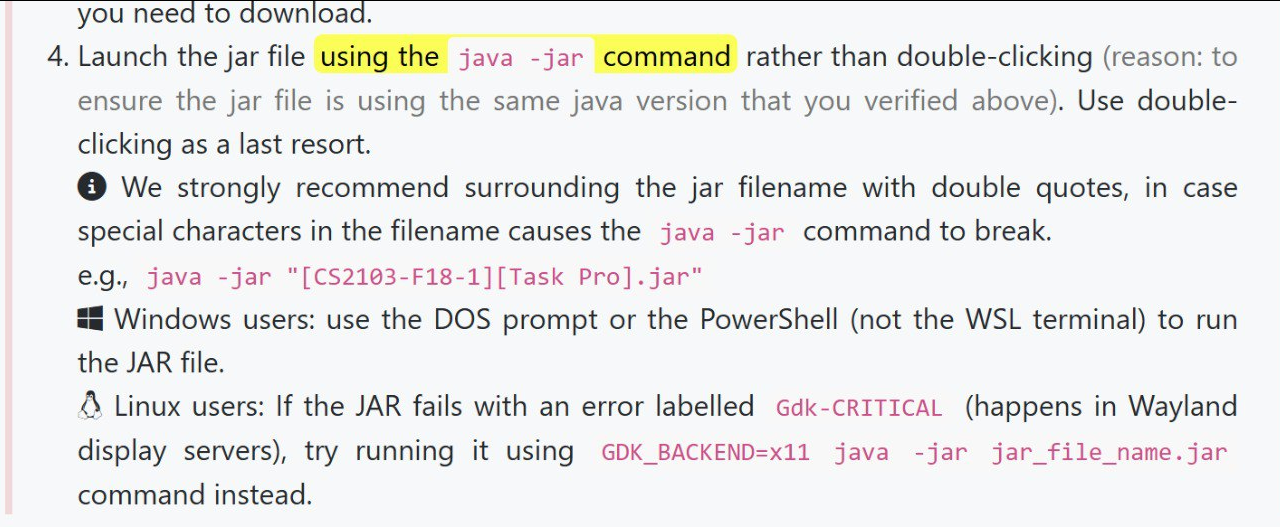 you need to download.
4. Launch the jar file using the java -jar command rather than double-clicking (reason: to
ensure the jar file is using the same java version that you verified above). Use double-
clicking as a last resort.
We strongly recommend surrounding the jar filename with double quotes, in case
special characters in the filename causes the java -jar command to break.
e.g., java -jar "[CS2103-F18-1][Task Pro].jar"
Windows users: use the DOS prompt or the PowerShell (not the WSL terminal) to run
the JAR file.
Linux users: If the JAR fails with an error labelled Gdk-CRITICAL (happens in Wayland
display servers), try running it using GDK_BACKEND=x11 java -jar jar_file_name.jar
command instead.